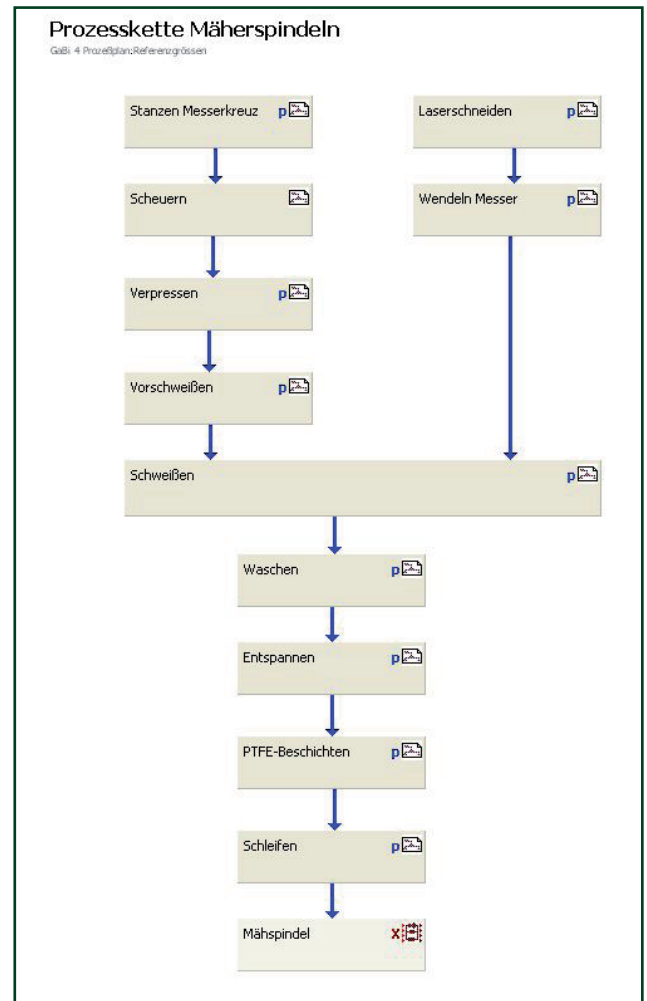 Prozesskette Mäherspindeln
GaBi 4 Prozeßplan:Referenzgrössen
Stanzen Messerkreuz p
Laserschneiden p
Scheuern
Wendeln Messer p
Verpressen p
Vorschweißen p
Schweißen p
Waschen p
Entspannen p
PTFE-Beschichten p
Schleifen p
Mähspindel X